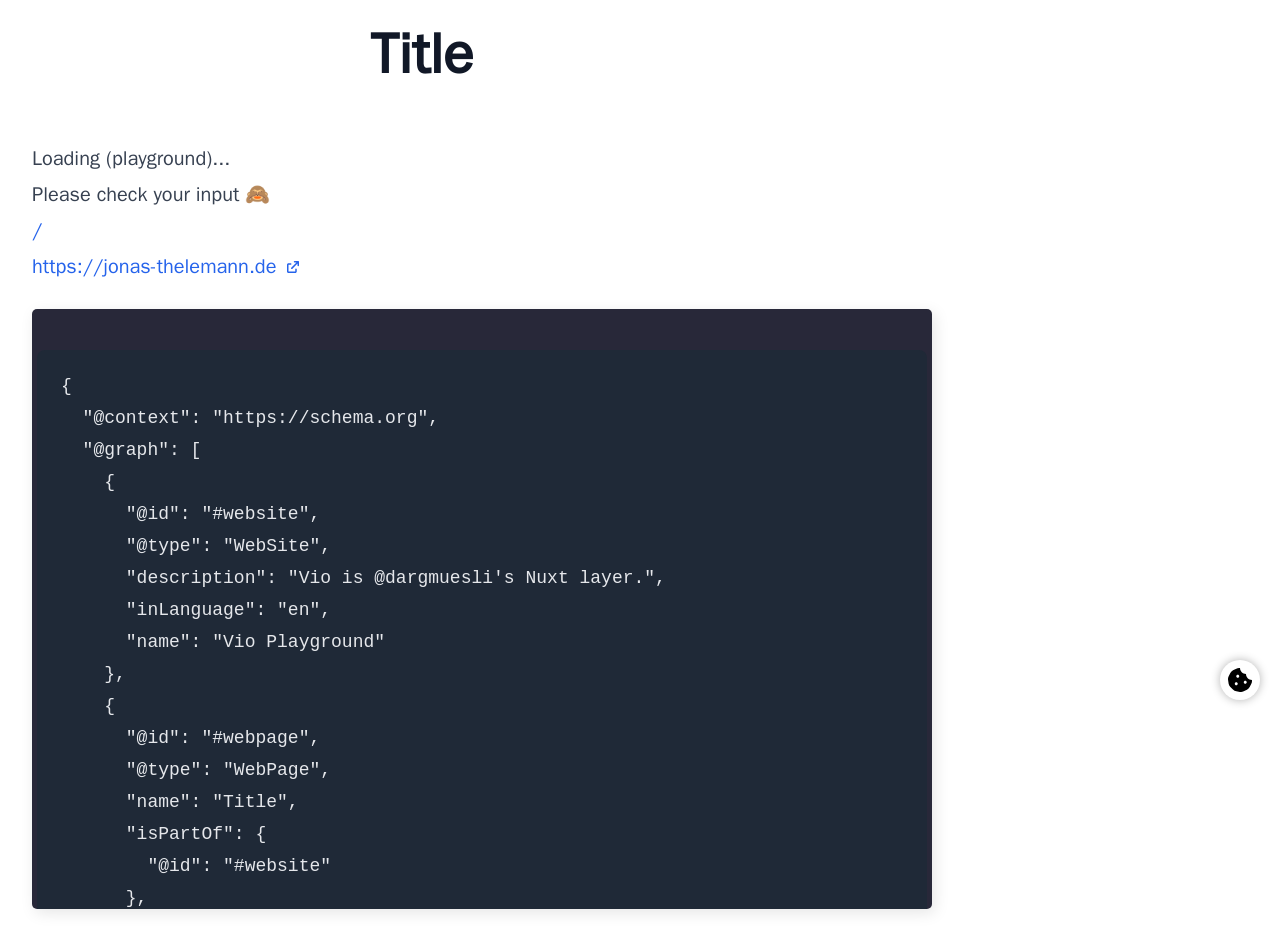 Title
Loading (playground)...
Please check your input 🙈
/
https://jonas-thelemann.de
{
  "@context": "https://schema.org",
  "@graph": [
    {
      "@id": "#website",
      "@type": "WebSite",
      "description": "Vio is @dargmuesli's Nuxt layer.",
      "inLanguage": "en",
      "name": "Vio Playground"
    },
    {
      "@id": "#webpage",
      "@type": "WebPage",
      "name": "Title",
      "isPartOf": {
        "@id": "#website"
      },